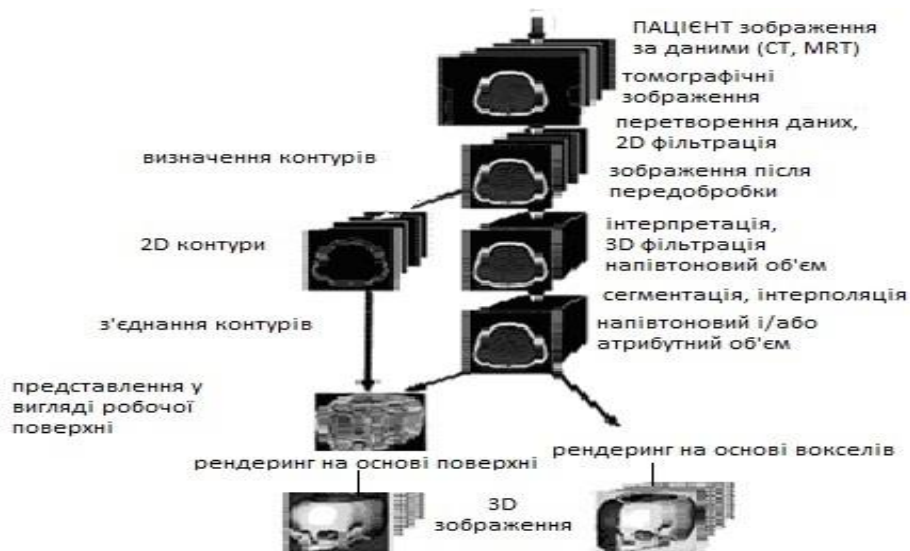 ПАЦІЄНТ зображення
за даними (CT, MRT)
томографічні
зображення
перетворення даних,
2D фільтрація
визначення контурів
зображення після
передобробки
інтерпретація,
3D фільтрація
напівтоновий об'єм
2D контури
сегментація, інтерполяція
з'єднання контурів
напівтоновий і/або
атрибутний об'єм
представлення у
вигляді робочої
поверхні
рендеринг на основі поверхні
рендеринг на основі вокселів
3D
зображення